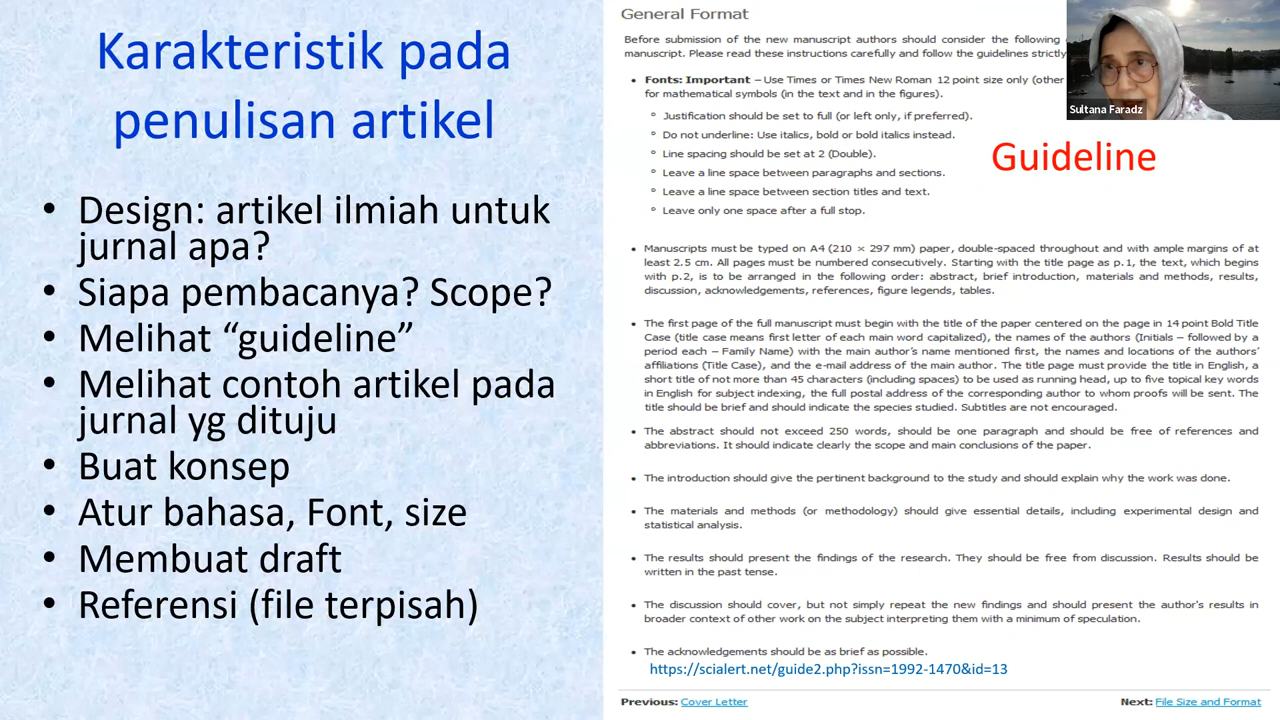 Karakteristik pada
penulisan artikel
• Design: artikel ilmiah untuk
jurnal apa?
• Siapa pembacanya? Scope?
• Melihat “guideline”
• Melihat contoh artikel pada
jurnal yg dituju
• Buat konsep
• Atur bahasa, Font, size
• Membuat draft
• Referensi (file terpisah)
General Format
Before submission of the new manuscript authors should consider the following
manuscript. Please read these instructions carefully and follow the guidelines strictly
• Fonts: Important – Use Times or Times New Roman 12 point size only (other
for mathematical symbols (in the text and in the figures).
° Justification should be set to full (or left only, if preferred).
° Do not underline: Use italics, bold or bold italics instead.
° Line spacing should be set at 2 (Double).
° Leave a line space between paragraphs and sections.
° Leave a line space between section titles and text.
° Leave only one space after a full stop.
Sultana Faradz
Guideline
• Manuscripts must be typed on A4 (210 × 297 mm) paper, double-spaced throughout and with ample margins of at
least 2.5 cm. All pages must be numbered consecutively. Starting with the title page as p.1, the text, which begins
with p.2, is to be arranged in the following order: abstract, brief introduction, materials and methods, results,
discussion, acknowledgements, references, figure legends, tables.
• The first page of the full manuscript must begin with the title of the paper centered on the page in 14 point Bold Title
Case (title case means first letter of each main word capitalized), the names of the authors (Initials – followed by a
period each – Family Name) with the main author’s name mentioned first, the names and locations of the authors’
affiliations (Title Case), and the e-mail address of the main author. The title page must provide the title in English, a
short title of not more than 45 characters (including spaces) to be used as running head, up to five topical key words
in English for subject indexing, the full postal address of the corresponding author to whom proofs will be sent. The
title should be brief and should indicate the species studied. Subtitles are not encouraged.
• The abstract should not exceed 250 words, should be one paragraph and should be free of references and
abbreviations. It should indicate clearly the scope and main conclusions of the paper.
• The introduction should give the pertinent background to the study and should explain why the work was done.
• The materials and methods (or methodology) should give essential details, including experimental design and
statistical analysis.
• The results should present the findings of the research. They should be free from discussion. Results should be
written in the past tense.
• The discussion should cover, but not simply repeat the new findings and should present the author's results in
broader context of other work on the subject interpreting them with a minimum of speculation.
• The acknowledgements should be as brief as possible.
https://scialert.net/guide2.php?issn=1992-1470&id=13
Previous: Cover Letter
Next: File Size and Format